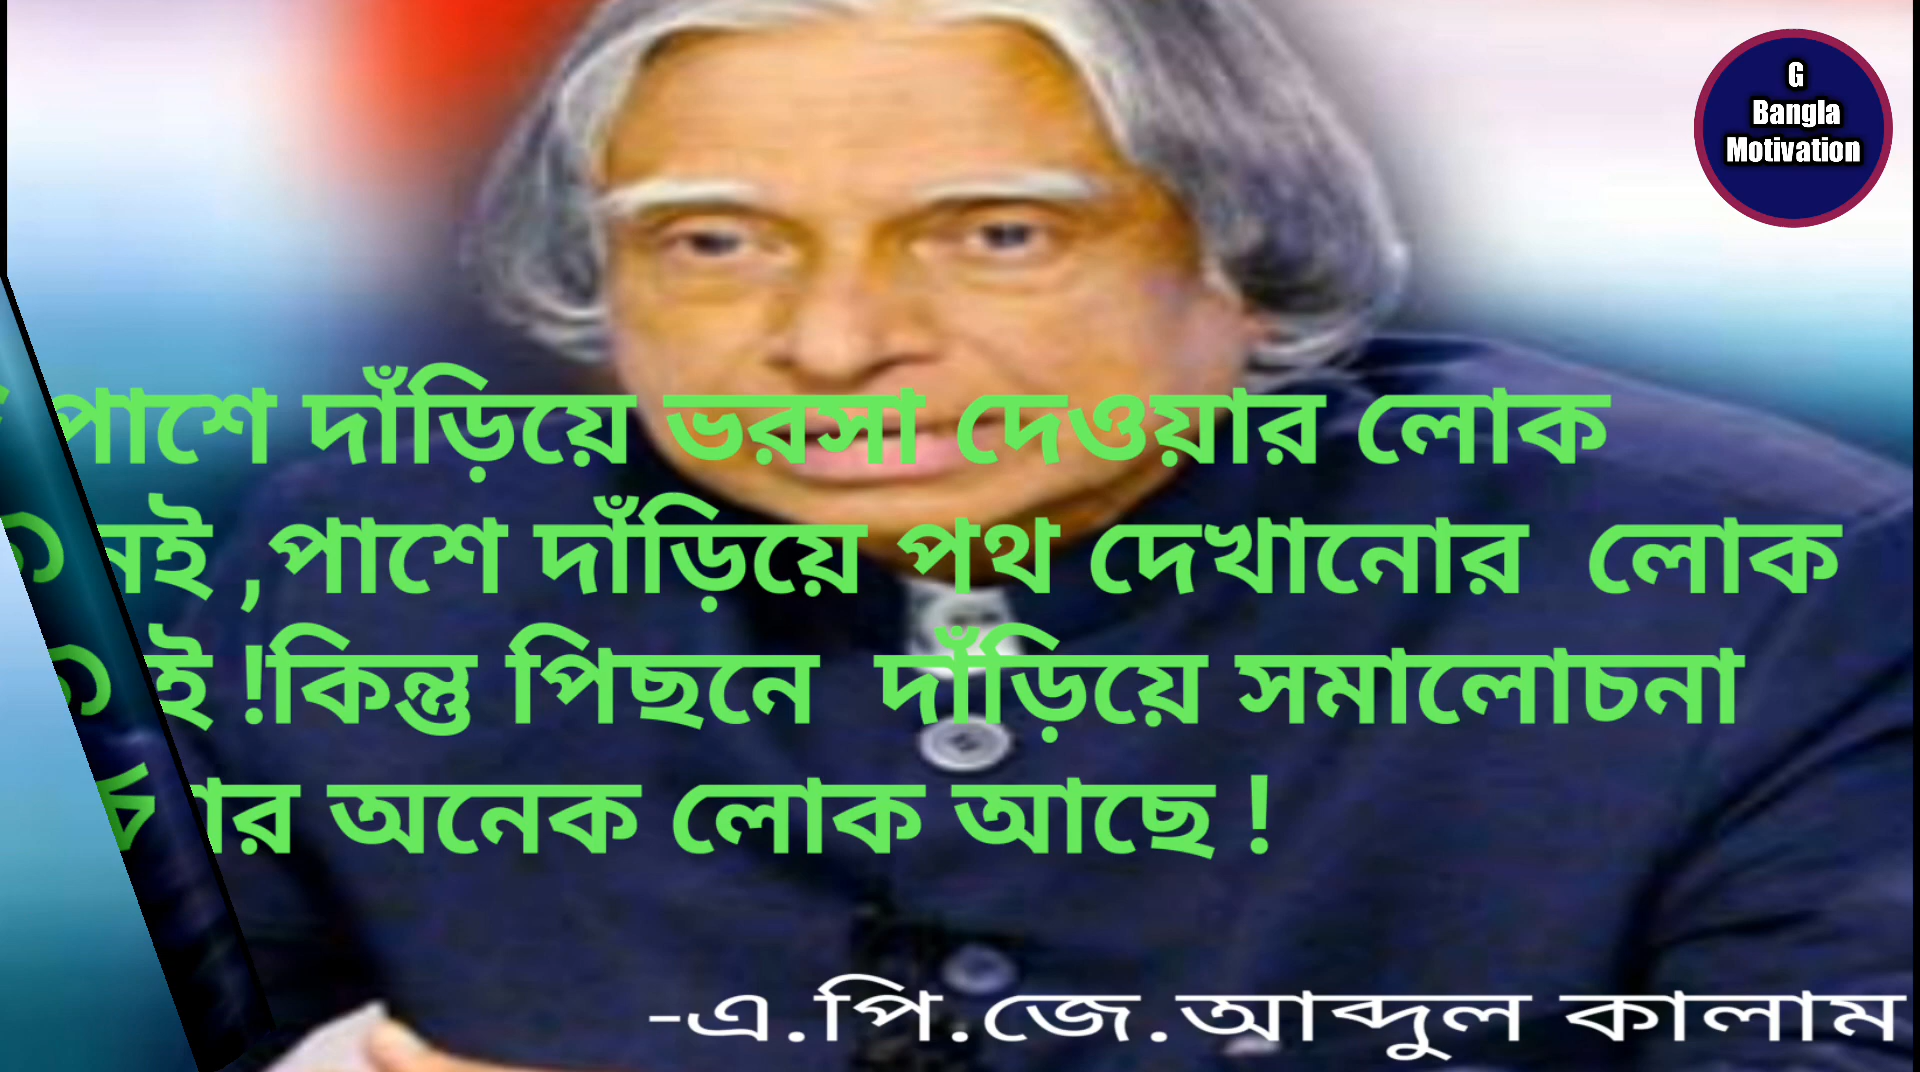 G
Bangla
Motivation
পাশে দাঁড়িয়ে ভরসা দেওয়ার লোক
,পাশে দাঁড়িয়ে পথ দেখানোর লোক
!কিন্তু পিছনে দাঁড়িয়ে সমালোচনা
অনেক লোক আছে !
-এ.পি.জে.আব্দুল কালাম